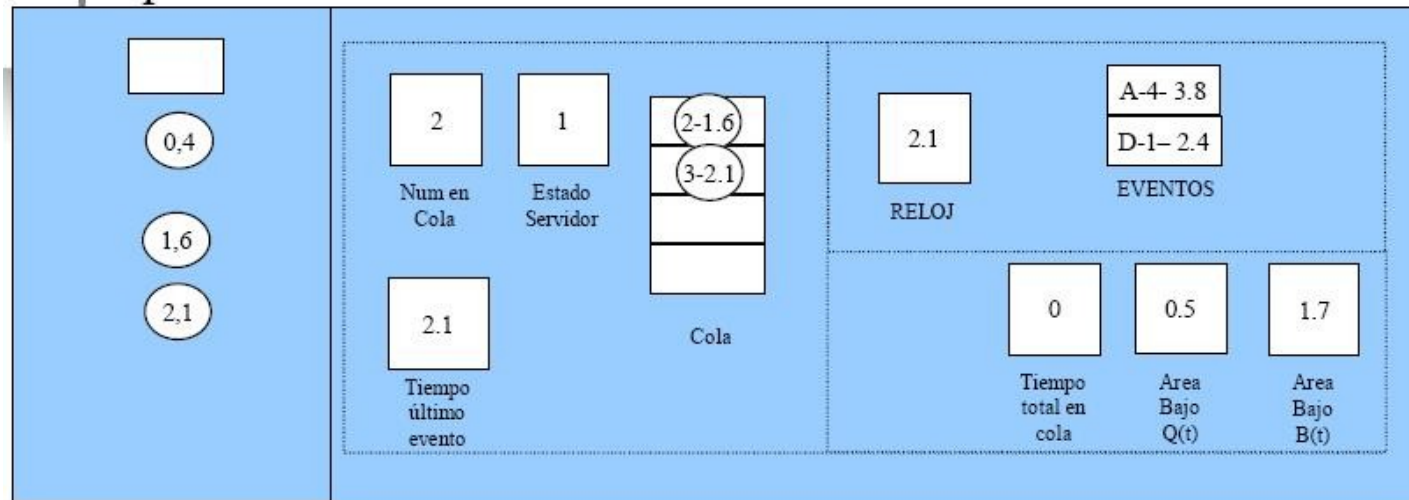 0,4
1,6
2,1
2
Num en
Cola
1
Estado
Servidor
2-1.6
3-2.1
Cola
2.1
Tiempo
último
evento
2.1
RELOJ
A-4- 3.8
D-1– 2.4
EVENTOS
0
Tiempo
total en
cola
0.5
Area
Bajo
Q(t)
1.7
Area
Bajo
B(t)